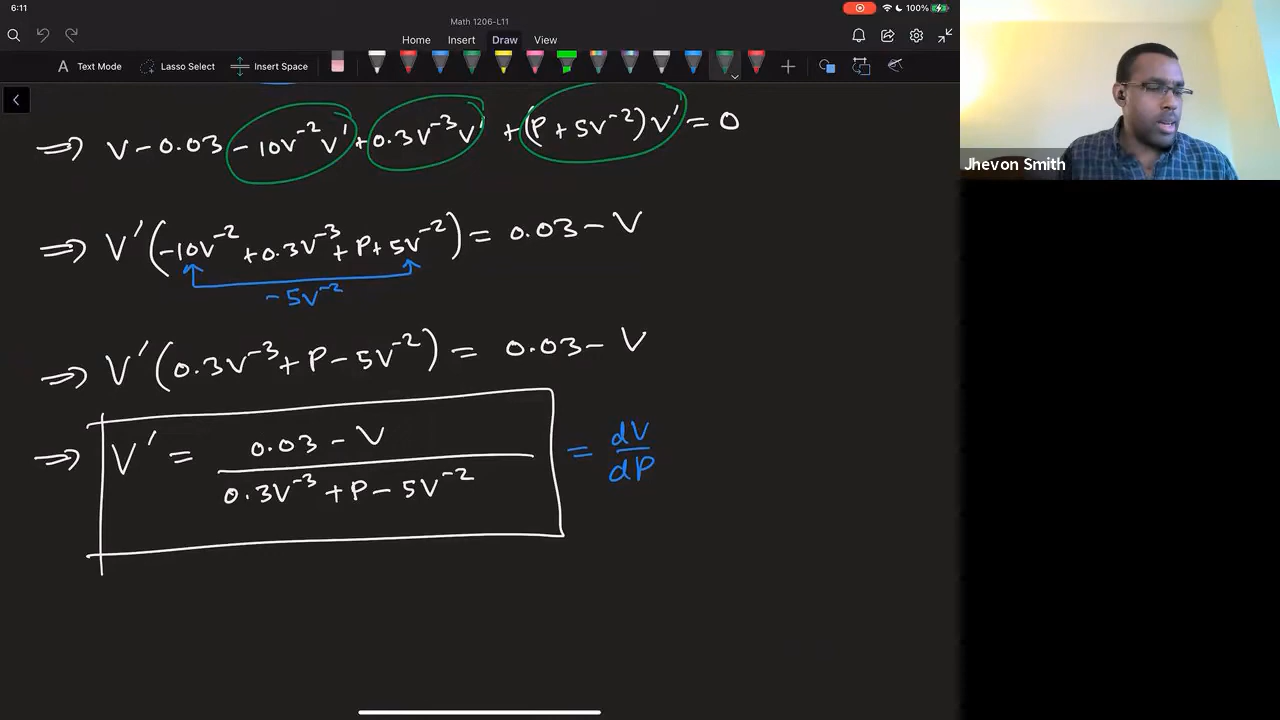 6:11
100%
Math 1206-L11
Home Insert Draw View
A Text Mode Lasso Select Insert Space
Jhevon Smith
⇒ V - 0.03 - 10V⁻² V' + 0.3V⁻³ V' + (P + 5V⁻²) V' = 0
⇒ V' (-10V⁻² + 0.3V⁻³ + P + 5V⁻²) = 0.03 - V
-5V⁻²
⇒ V' (0.3V⁻³ + P - 5V⁻²) = 0.03 - V
⇒ V' = (0.03 - V) / (0.3V⁻³ + P - 5V⁻²) = dV/dP